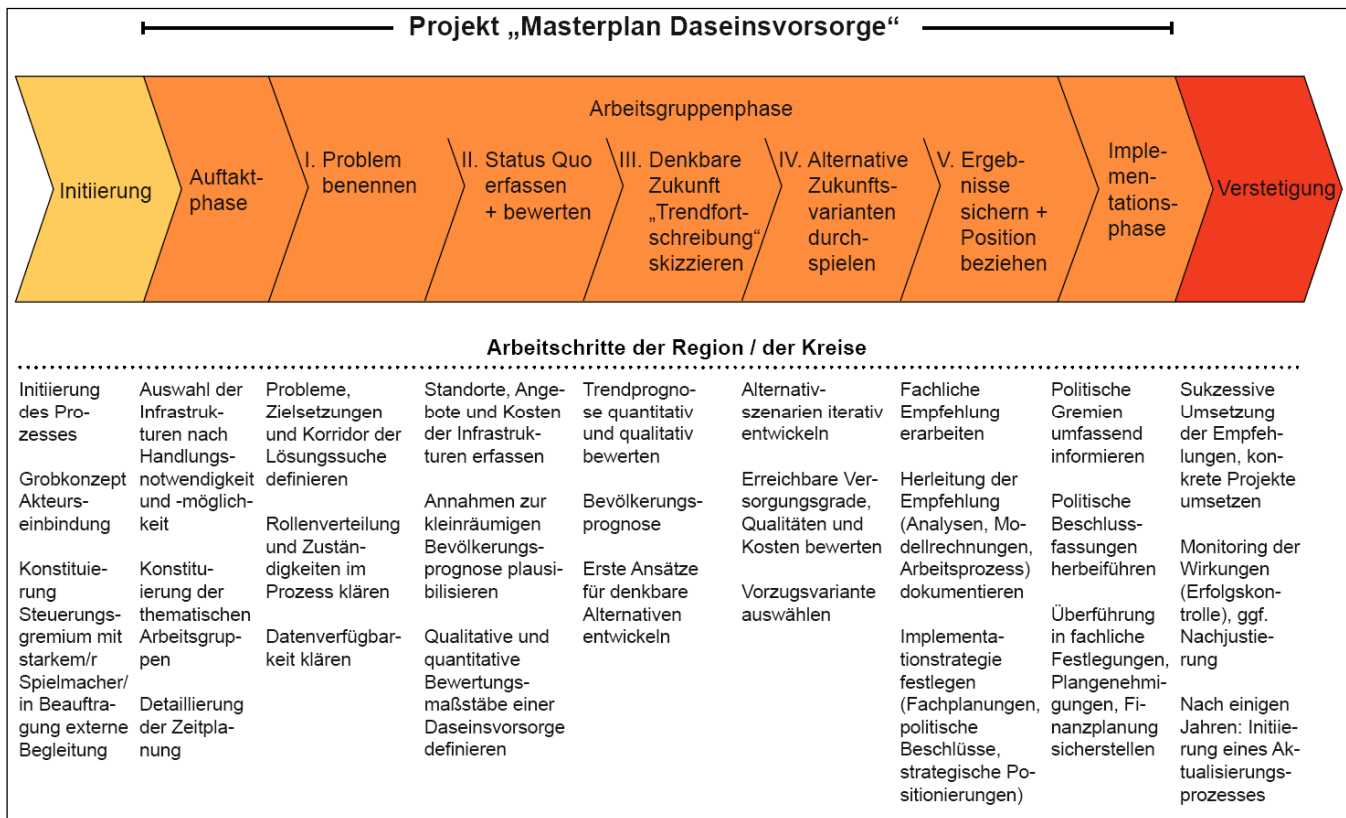 Projekt „Masterplan Daseinsvorsorge“
Initiierung
Auftakt-
phase
Arbeitsgruppenphase
I. Problem
benennen
II. Status Quo
erfassen
+ bewerten
III. Denkbare
Zukunft
„Trendfort-
schreibung“
skizzieren
IV. Alternative
Zukunfts-
varianten
durch-
spielen
V. Ergeb-
nisse
sichern +
Position
beziehen
Imple-
men-
tations-
phase
Verstetigung
Arbeitschritte der Region / der Kreise
Initiierung
des Pro-
zesses
Grobkonzept
Akteurs-
einbindung
Konstituie-
rung
Steuerungs-
gremium mit
starkem/r
Spielmacher/
in Beauftra-
gung externe
Begleitung
Auswahl der
Infrastruk-
turen nach
Handlungs-
notwendigkeit
und -möglich-
keit
Konstitu-
ierung der
thematischen
Arbeitsgrup-
pen
Detaillierung
der Zeitpla-
nung
Probleme,
Zielsetzungen
und Korridor der
Lösungssuche
definieren
Rollenverteilung
und Zustän-
digkeiten im
Prozess klären
Datenverfügbar-
keit klären
Standorte, Ange-
bote und Kosten
der Infrastruk-
turen erfassen
Annahmen zur
kleinräumigen
Bevölkerungs-
prognose plausi-
bilisieren
Qualitative und
quantitative
Bewertungs-
maßstäbe einer
Daseinsvorsorge
definieren
Trendprogno-
se quantitativ
und qualitativ
bewerten
Bevölkerungs-
prognose
Erste Ansätze
für denkbare
Alternativen
entwickeln
Alternativ-
szenarien iterativ
entwickeln
Erreichbare Ver-
sorgungsgrade,
Qualitäten und
Kosten bewerten
Vorzugsvariante
auswählen
Fachliche
Empfehlung
erarbeiten
Herleitung der
Empfehlung
(Analysen, Mo-
dellrechnungen,
Arbeitsprozess)
dokumentieren
Implementa-
tionstrategie
festlegen
(Fachplanungen,
politische
Beschlüsse,
strategische Po-
sitionierungen)
Politische
Gremien
umfassend
informieren
Politische
Beschluss-
fassungen
herbeiführen
Überführung
in fachliche
Festlegungen,
Plangenehmi-
gungen, Fi-
nanzplanung
sicherstellen
Sukzessive
Umsetzung
der Empfeh-
lungen, kon-
krete Projekte
umsetzen
Monitoring der
Wirkungen
(Erfolgskon-
trolle), ggf.
Nachjustie-
rung
Nach einigen
Jahren: Initiie-
rung eines Ak-
tualisierungs-
prozesses